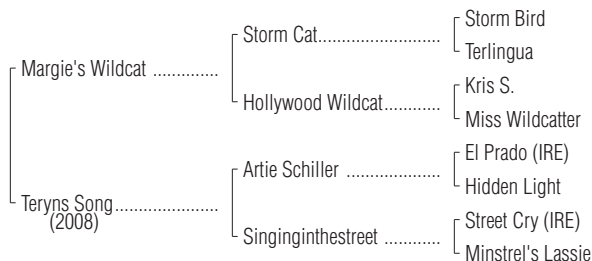 Storm Bird
Storm Cat............................
Terlingua
Margie's Wildcat ...............
Kris S.
Hollywood Wildcat.............
Miss Wildcatter
El Prado (IRE)
Artie Schiller ......................
Hidden Light
Teryns Song.......................
(2008)
Street Cry (IRE)
Singinginthestreet .............
Minstrel's Lassie